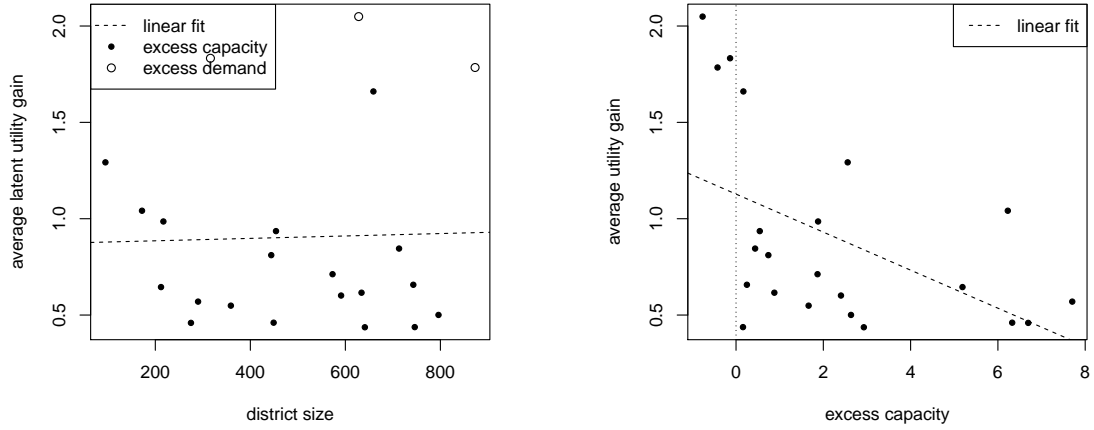 linear fit
excess capacity
excess demand
average latent utility gain
2.0
1.5
1.0
0.5
200
400
600
800
district size
linear fit
average utility gain
2.0
1.5
1.0
0.5
0
2
4
6
8
excess capacity